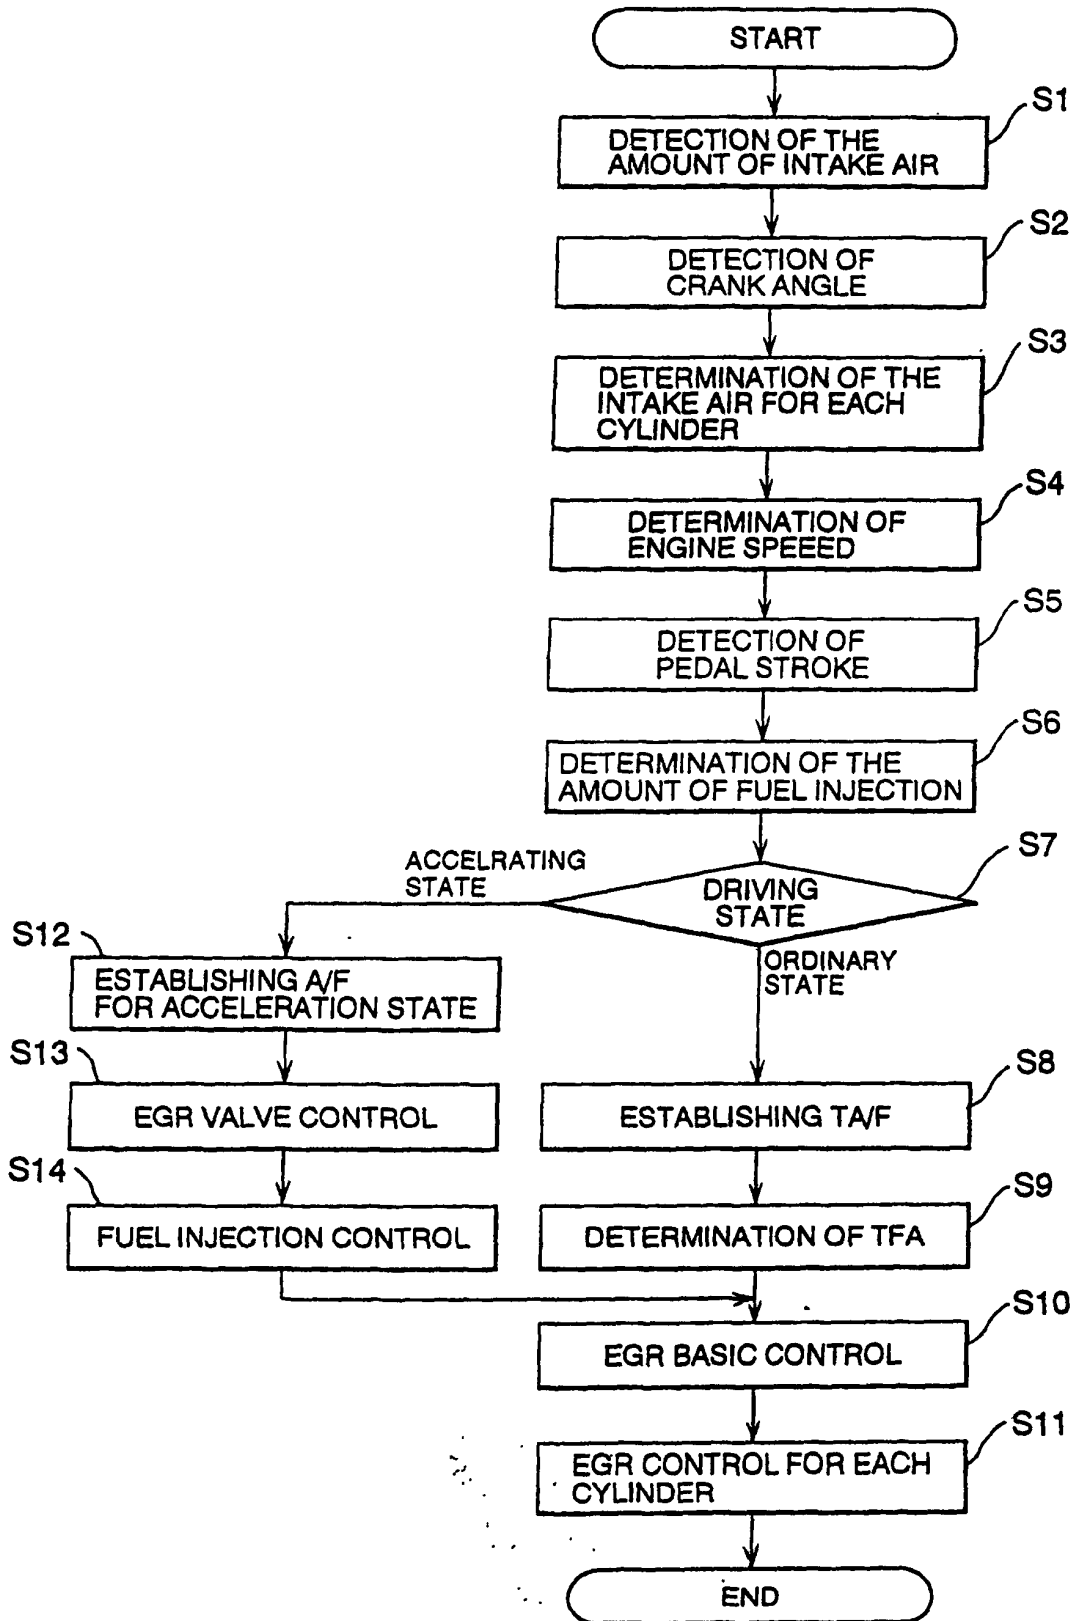 START
S1
DETECTION OF THE
AMOUNT OF INTAKE AIR
S2
DETECTION OF
CRANK ANGLE
S3
DETERMINATION OF THE
INTAKE AIR FOR EACH
CYLINDER
S4
DETERMINATION OF
ENGINE SPEEED
S5
DETECTION OF
PEDAL STROKE
S6
DETERMINATION OF THE
AMOUNT OF FUEL INJECTION
S7
ACCELRATING
STATE
DRIVING
STATE
ORDINARY
STATE
S12
ESTABLISHING A/F
FOR ACCELERATION STATE
S13
EGR VALVE CONTROL
S8
ESTABLISHING TA/F
S14
FUEL INJECTION CONTROL
S9
DETERMINATION OF TFA
S10
EGR BASIC CONTROL
S11
EGR CONTROL FOR EACH
CYLINDER
END